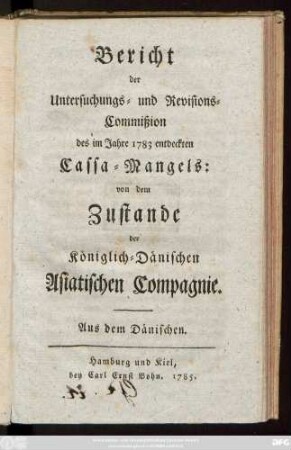 Bericht
der
Untersuchungs- und Revisions-
Commißion
des im Jahre 1783 entdeckten
Cassa-Mangels:
von dem
Zustande
der
Königlich-Dänischen
Asiatischen Compagnie.
Aus dem Dänischen.
Hamburg und Kiel,
bey Carl Ernst Bohn. 1785.